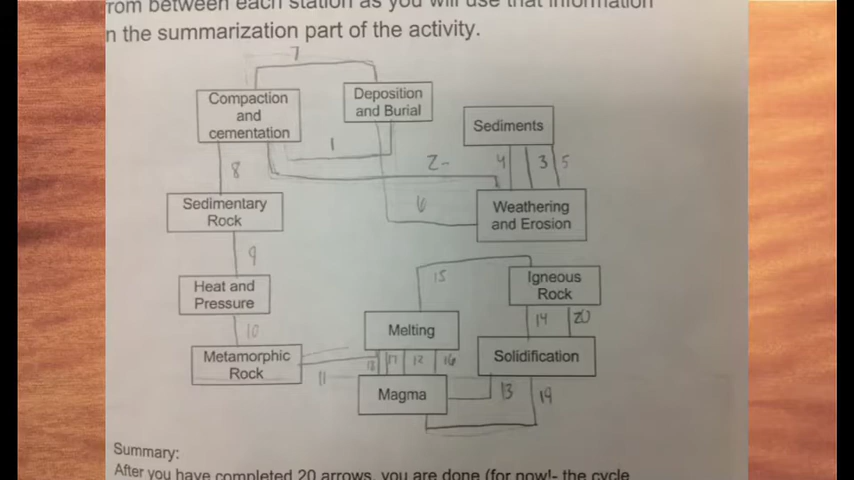 rom between each station as you will use that information
n the summarization part of the activity.
7
Compaction
and
cementation
Deposition
and Burial
Sediments
1
2-
4 3 5
8
6
Sedimentary
Rock
Weathering
and Erosion
9
Heat and
Pressure
15
Igneous
Rock
10
Melting
14 20
Metamorphic
Rock
Solidification
11
18 17 12 16
Magma
13 19
Summary:
After you have completed 20 arrows, you are done (for now!- the cycle